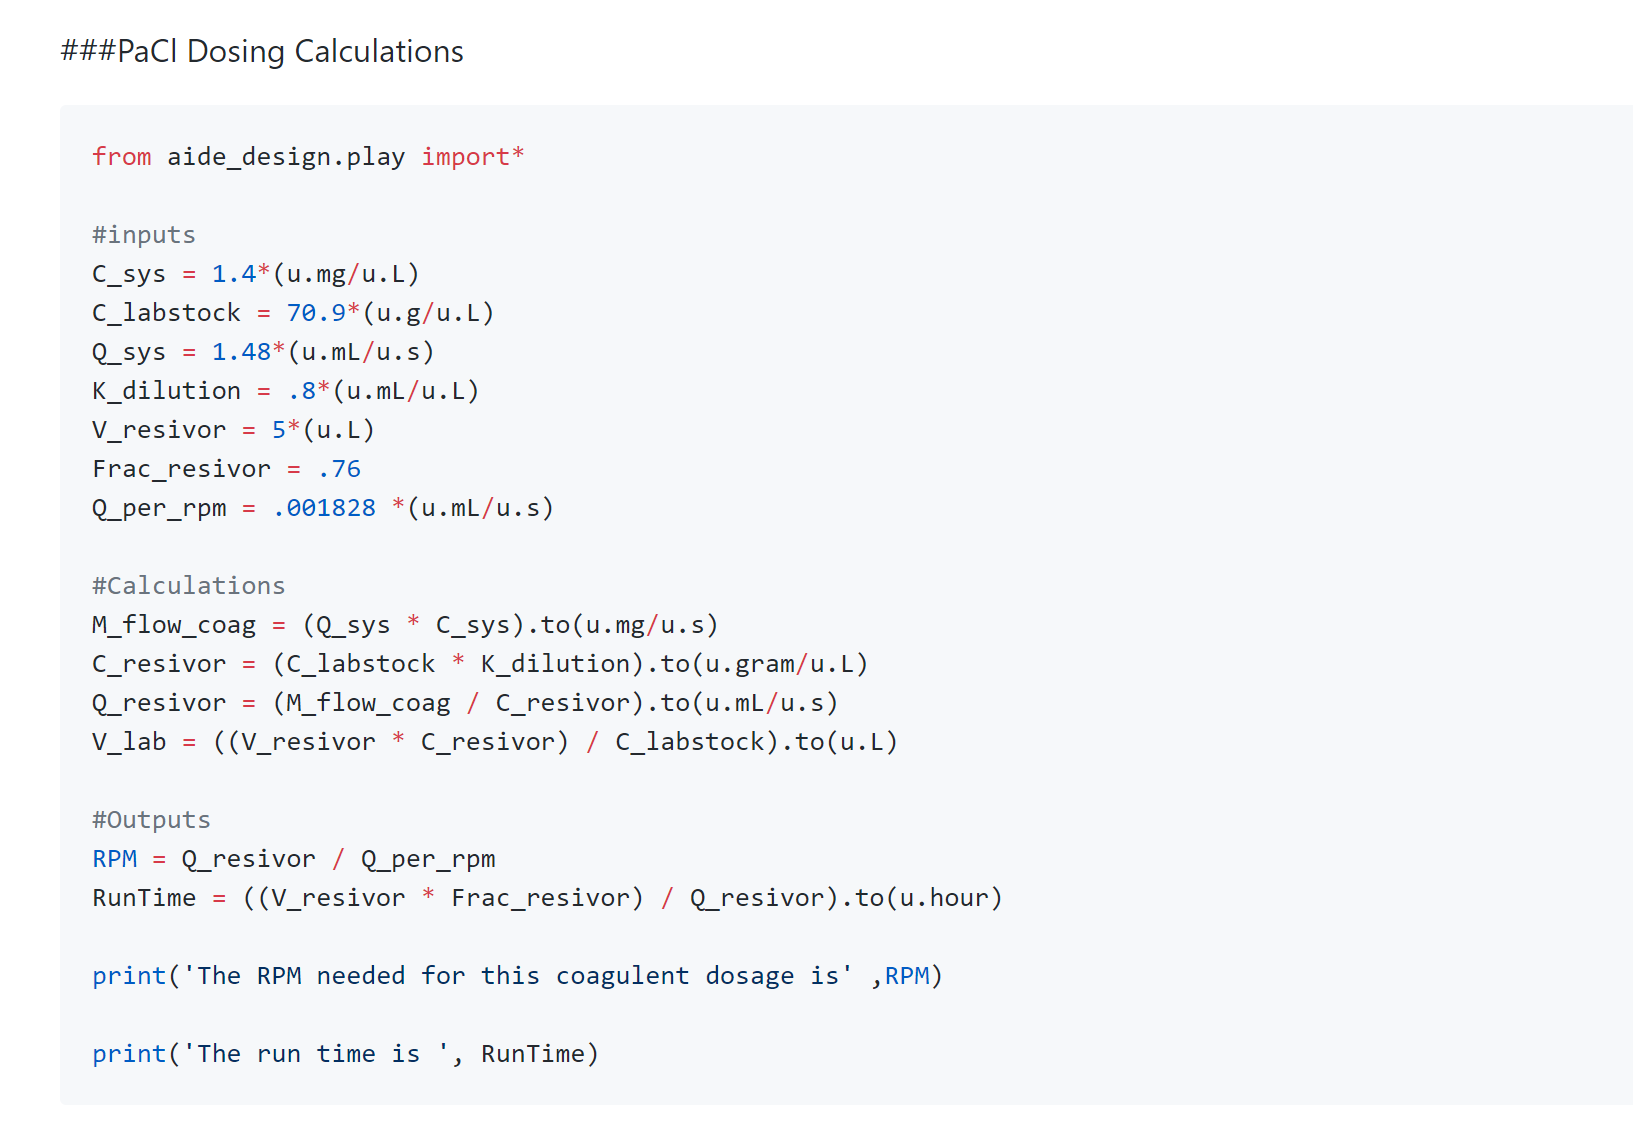 ###PaCl Dosing Calculations
from aide_design.play import*
#inputs
C_sys = 1.4*(u.mg/u.L)
C_labstock = 70.9*(u.g/u.L)
Q_sys = 1.48*(u.mL/u.s)
K_dilution = .8*(u.mL/u.L)
V_resivor = 5*(u.L)
Frac_resivor = .76
Q_per_rpm = .001828 *(u.mL/u.s)
#Calculations
M_flow_coag = (Q_sys * C_sys).to(u.mg/u.s)
C_resivor = (C_labstock * K_dilution).to(u.gram/u.L)
Q_resivor = (M_flow_coag / C_resivor).to(u.mL/u.s)
V_lab = ((V_resivor * C_resivor) / C_labstock).to(u.L)
#Outputs
RPM = Q_resivor / Q_per_rpm
RunTime = ((V_resivor * Frac_resivor) / Q_resivor).to(u.hour)
print('The RPM needed for this coagulent dosage is' ,RPM)
print('The run time is ', RunTime)